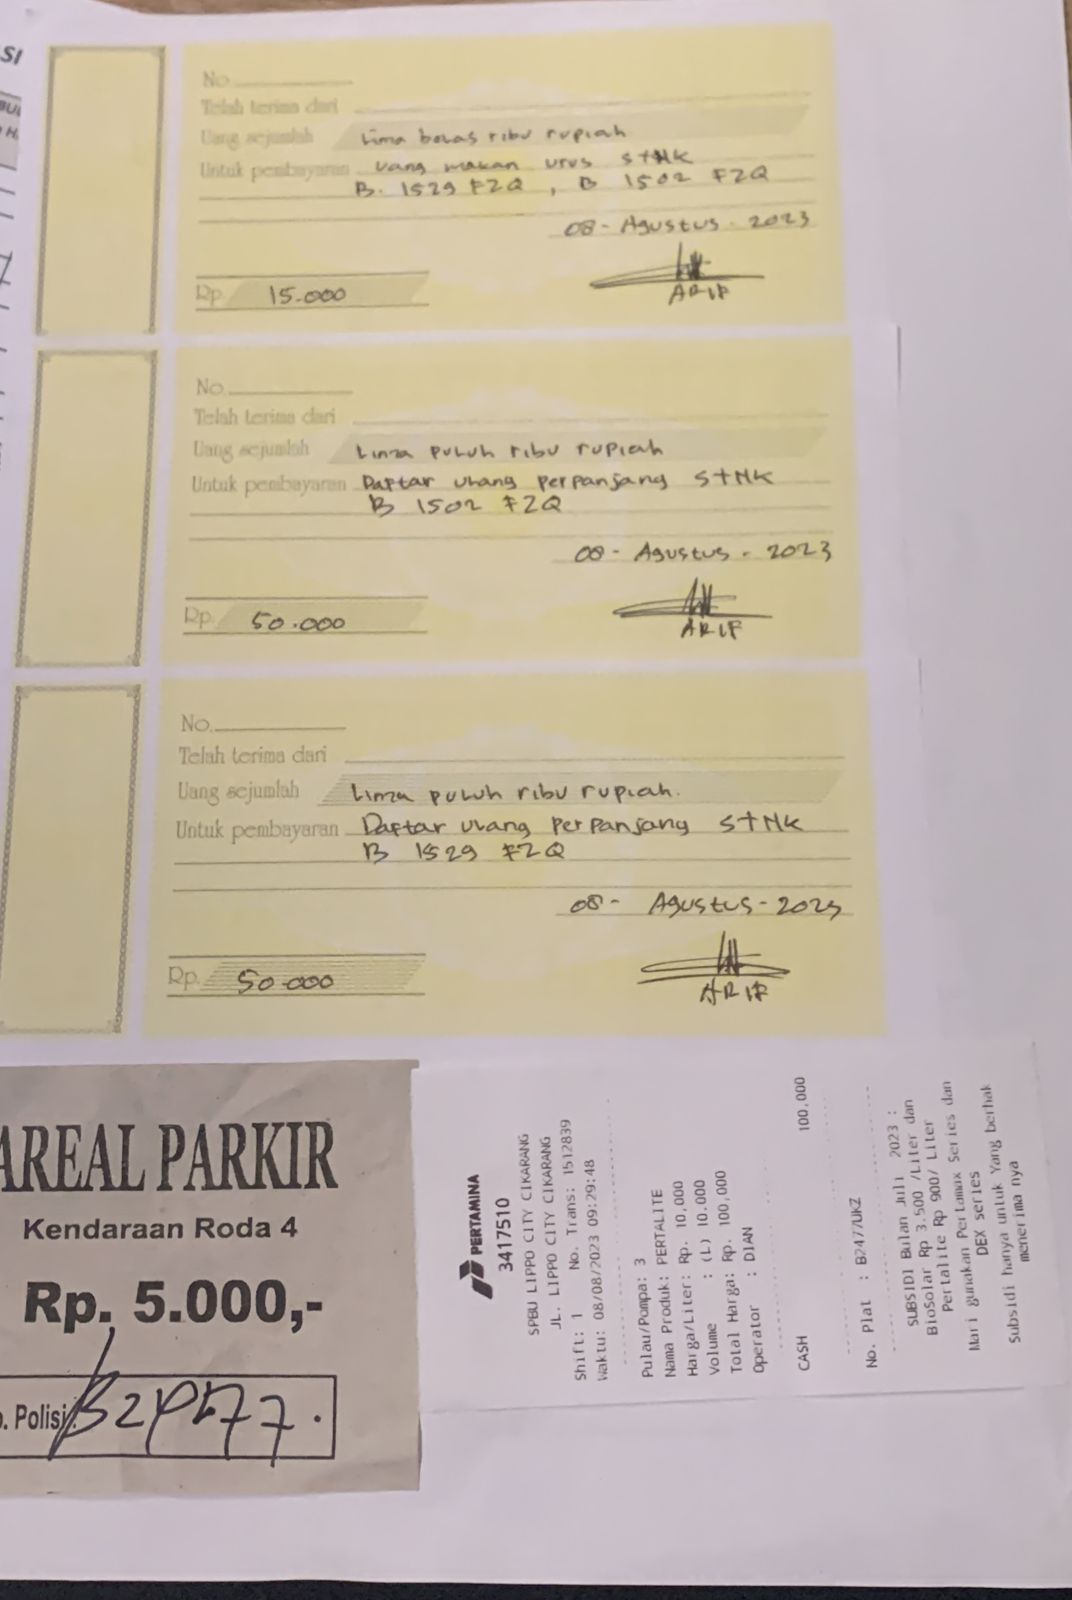 SI
No.
Telah terima dari
Uang sejumlah Lima belas ribu rupiah
Untuk pembayaran Uang makan urus STNK
B. 1529 FZQ , B 1502 FZQ
08 - Agustus - 2023
Rp. 15.000
ARIF
No.
Telah terima dari
Uang sejumlah Lima puluh ribu rupiah
Untuk pembayaran Daftar ulang perpanjang STNK
B 1502 FZQ
08 - Agustus - 2023
Rp. 50.000
ARIF
No.
Telah terima dari
Uang sejumlah Lima puluh ribu rupiah.
Untuk pembayaran Daftar ulang perpanjang STNK
B 1529 FZQ
08 - Agustus - 2023
Rp. 50.000
ARIF
AREAL PARKIR
Kendaraan Roda 4
Rp. 5.000,-
. Polisi B2477.
PERTAMINA
3417510
SPBU LIPPO CITY CIKARANG
JL. LIPPO CITY CIKARANG
Shift: 1 No. Trans: 1512839
Waktu: 08/08/2023 09:29:48
Pulau/Pompa: 3
Nama Produk: PERTALITE
Harga/Liter: Rp. 10,000
Volume : (L) 10.000
Total Harga: Rp. 100,000
Operator : DIAN
CASH 100,000
No. Plat : B2477UKZ
SUBSIDI Bulan Juli 2023 :
BioSolar Rp 3.500 /Liter dan
Pertalite Rp 900/ Liter
Mari gunakan Pertamax Series dan
DEX series
Subsidi hanya untuk Yang berhak
menerima nya